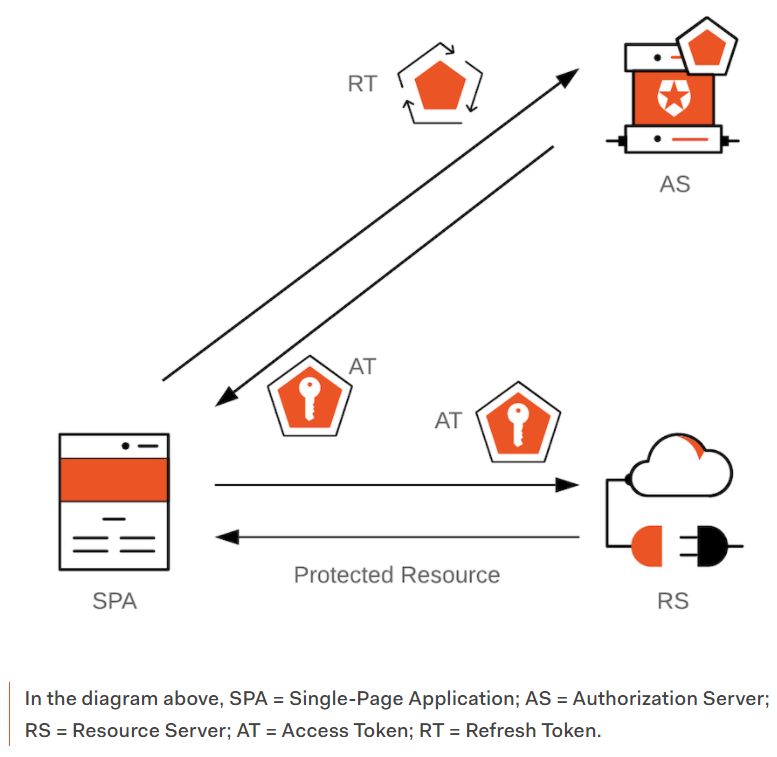 RT
AS
AT
AT
Protected Resource
SPA
RS
In the diagram above, SPA = Single-Page Application; AS = Authorization Server;
RS = Resource Server; AT = Access Token; RT = Refresh Token.